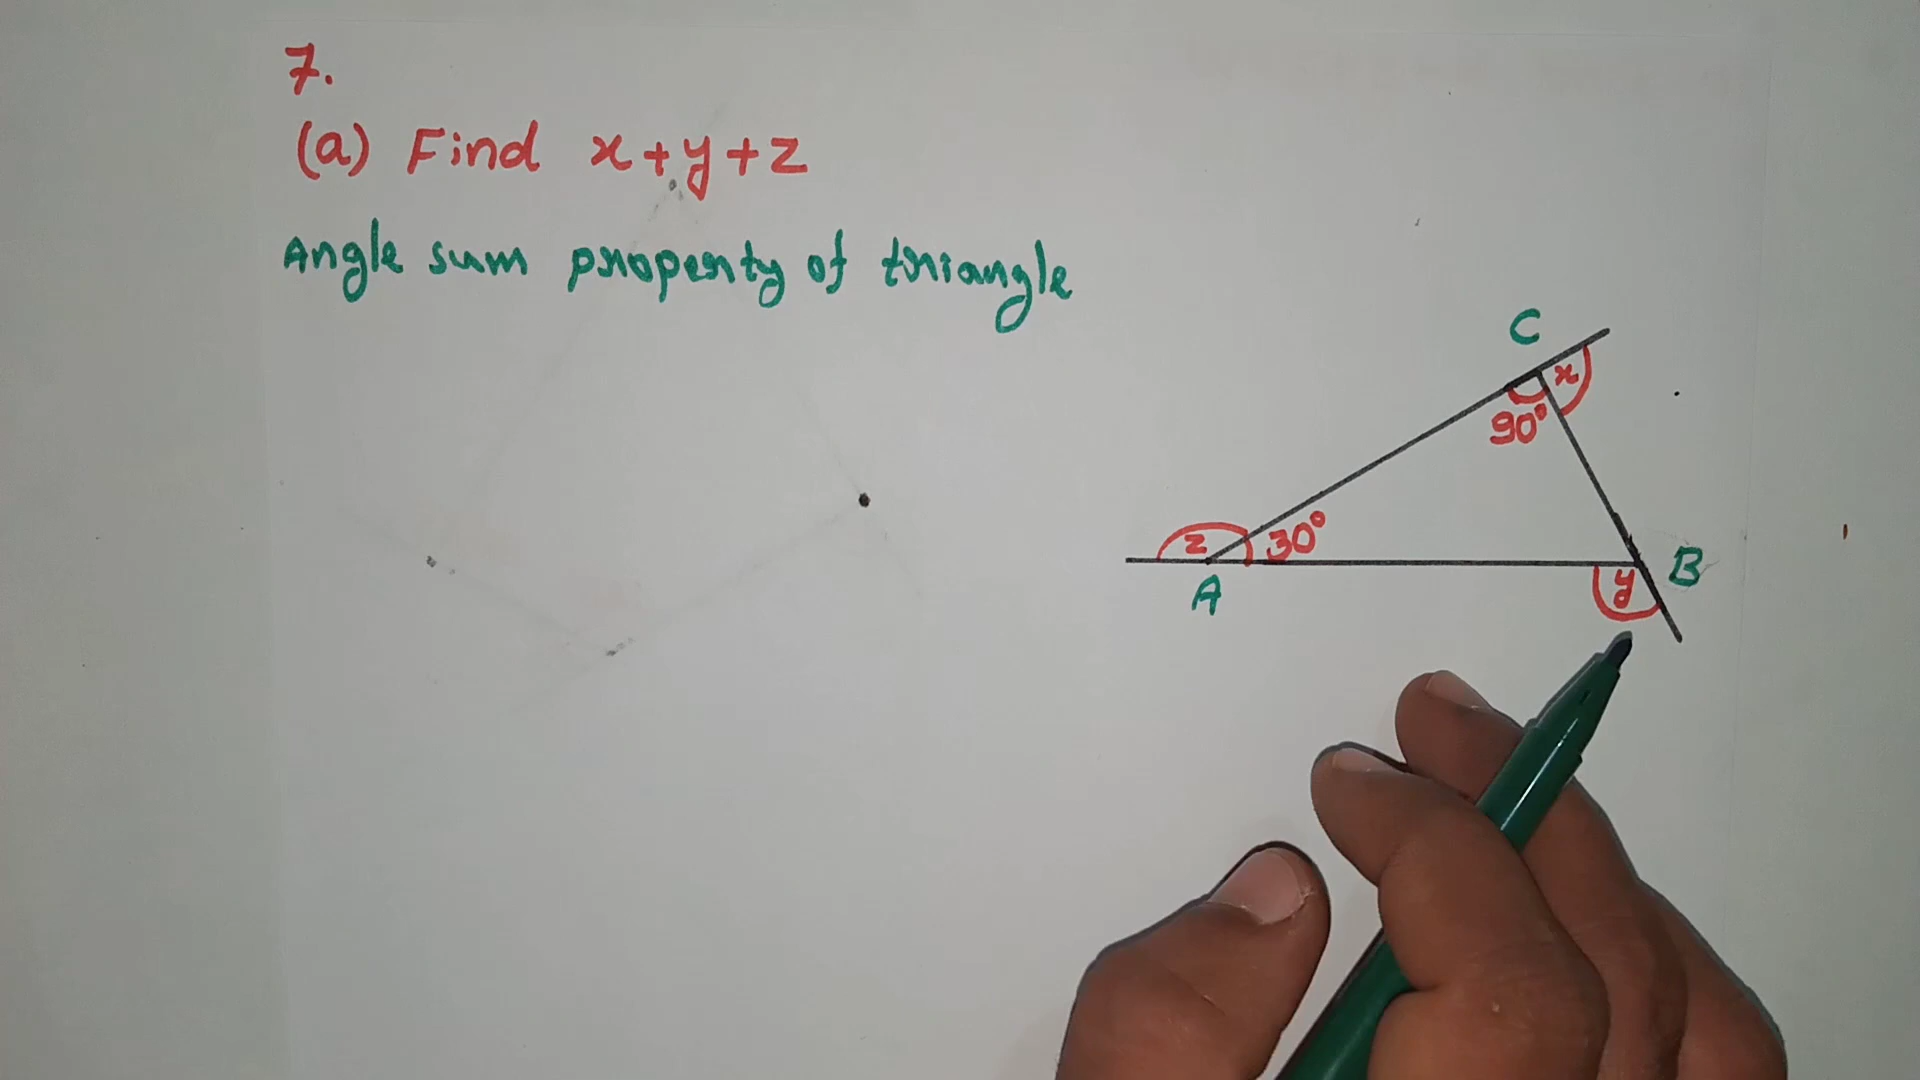 7.
(a) Find x+y+z
Angle sum property of triangle
C
x
90°
z
30°
A
B
y